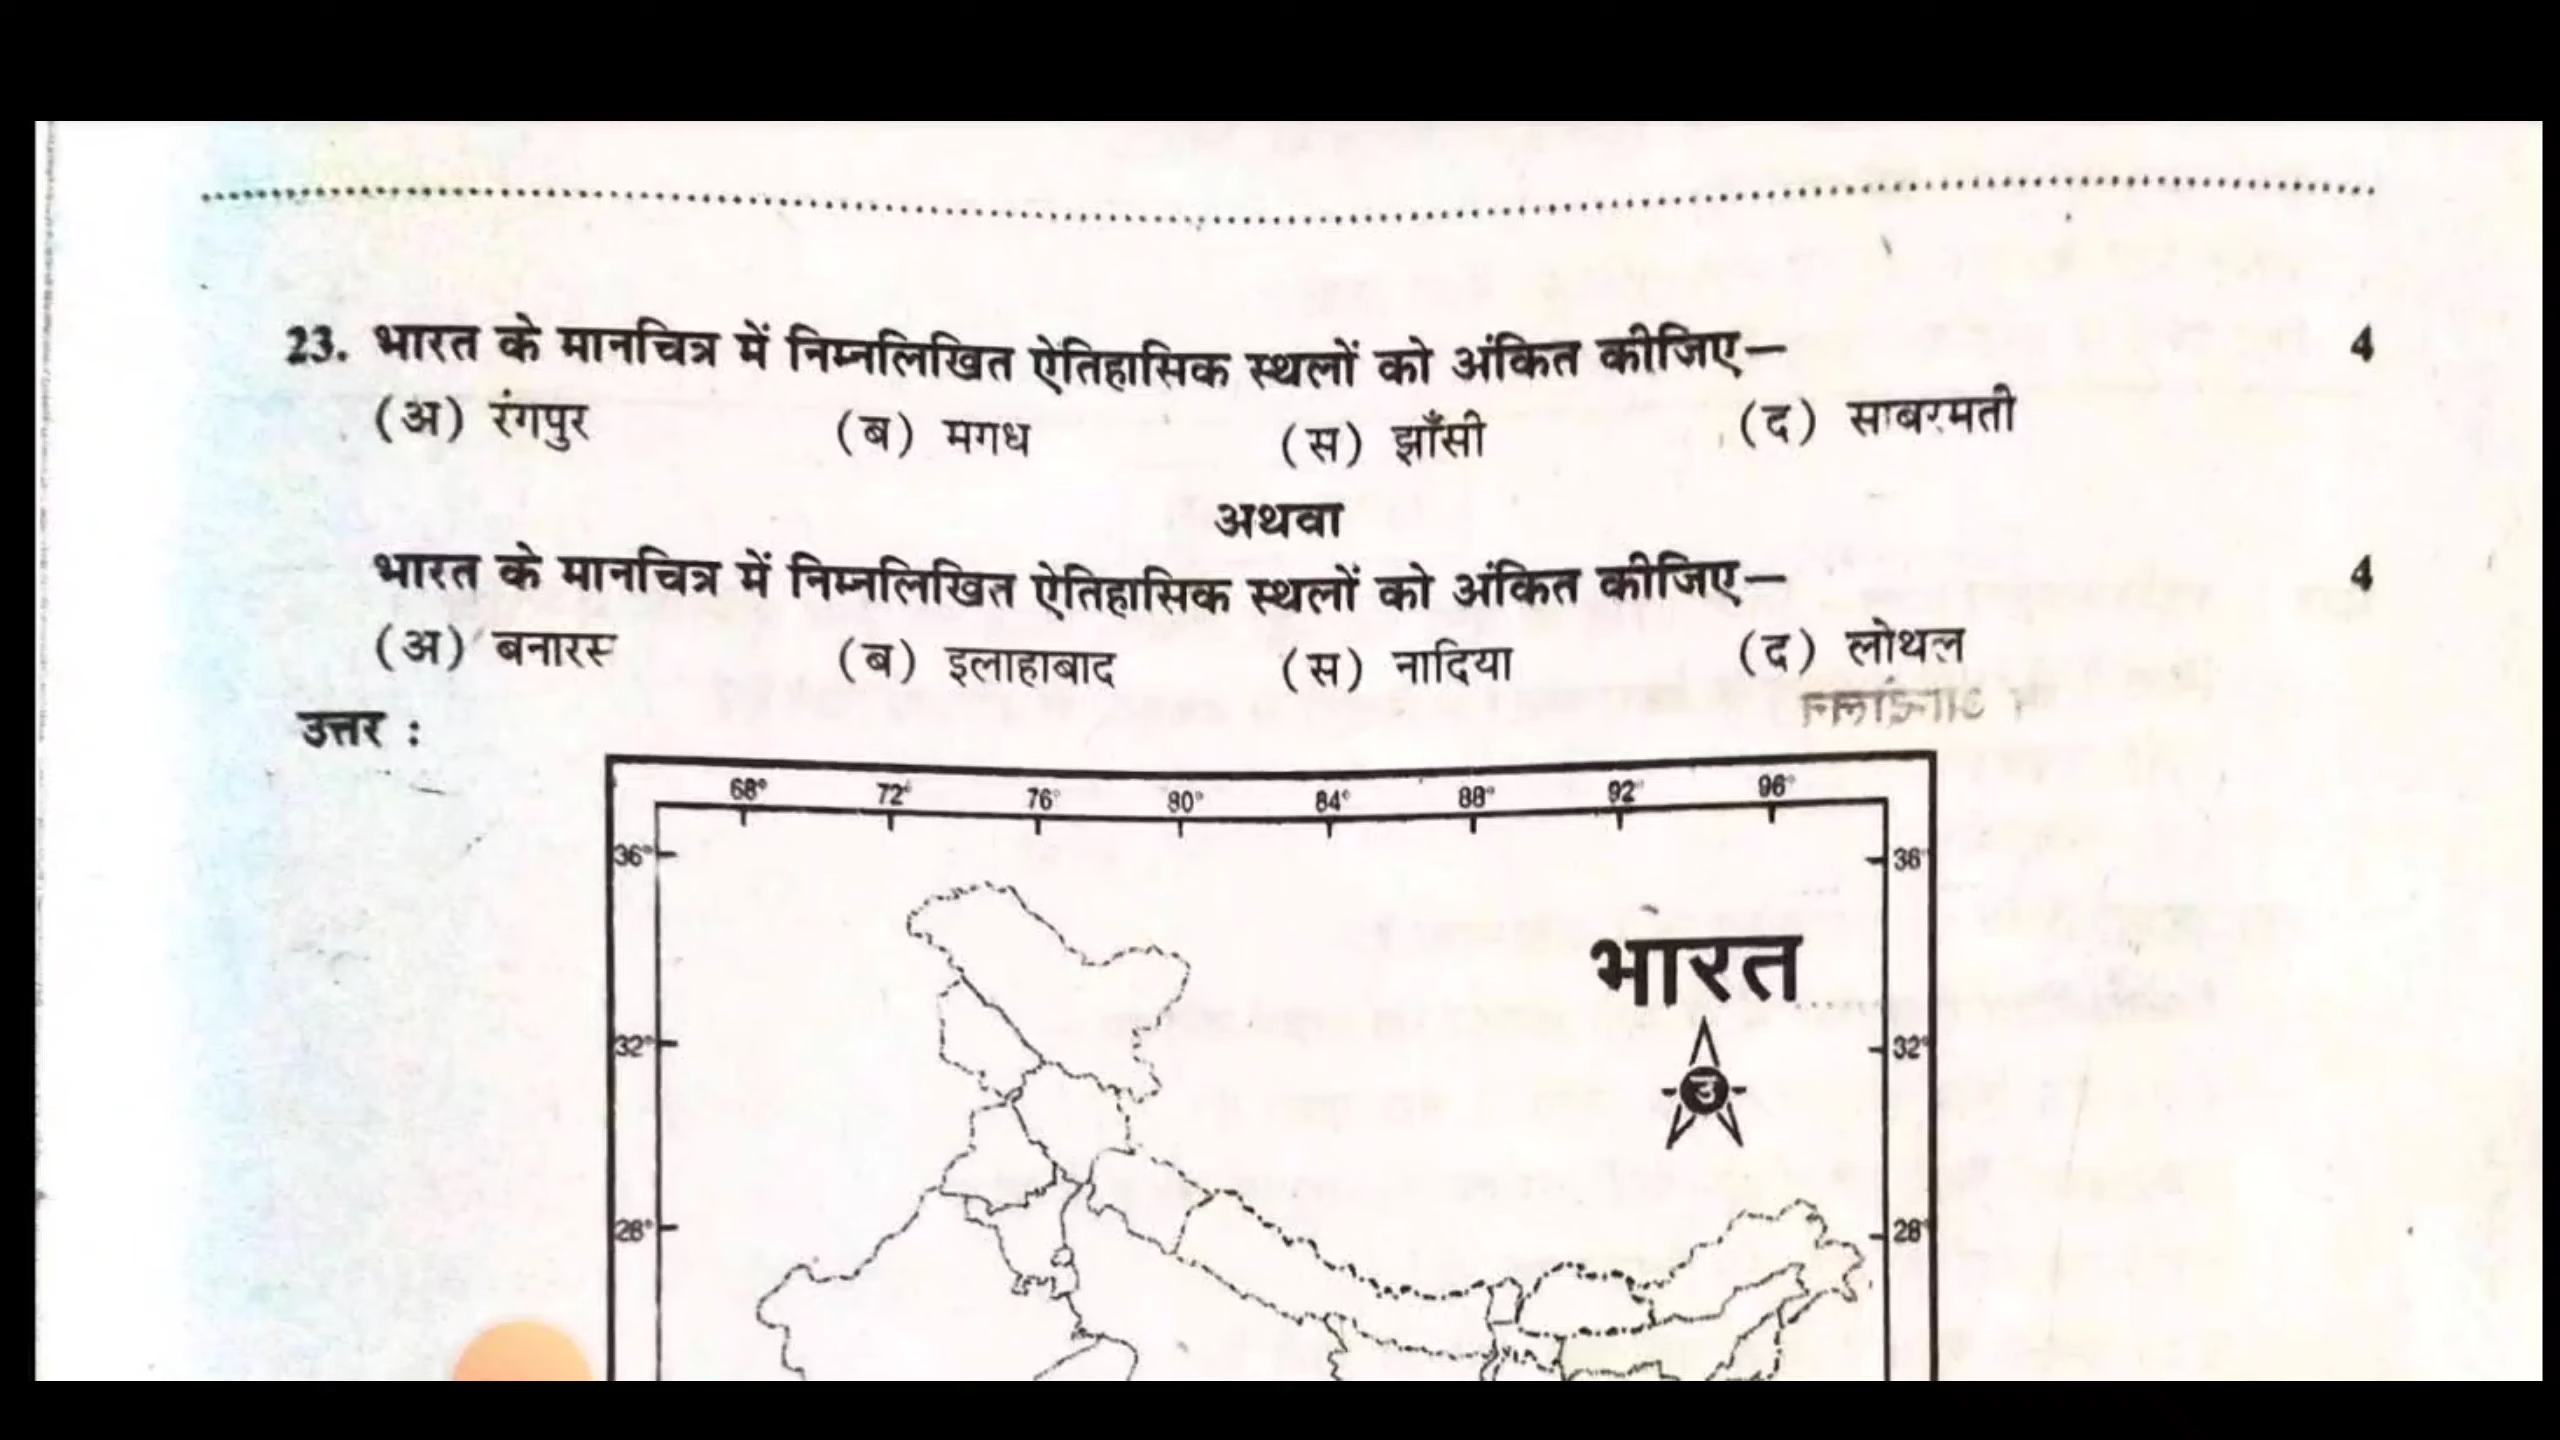 23. भारत के मानचित्र में निम्नलिखित ऐतिहासिक स्थलों को अंकित कीजिए— 4
(अ) रंगपुर (ब) मगध (स) झाँसी (द) साबरमती
अथवा
भारत के मानचित्र में निम्नलिखित ऐतिहासिक स्थलों को अंकित कीजिए— 4
(अ) बनारस (ब) इलाहाबाद (स) नादिया (द) लोथल
उत्तर :
68° 72° 76° 80° 84° 88° 92° 96°
36° 36°
भारत
32° 32°
उ
28° 28°